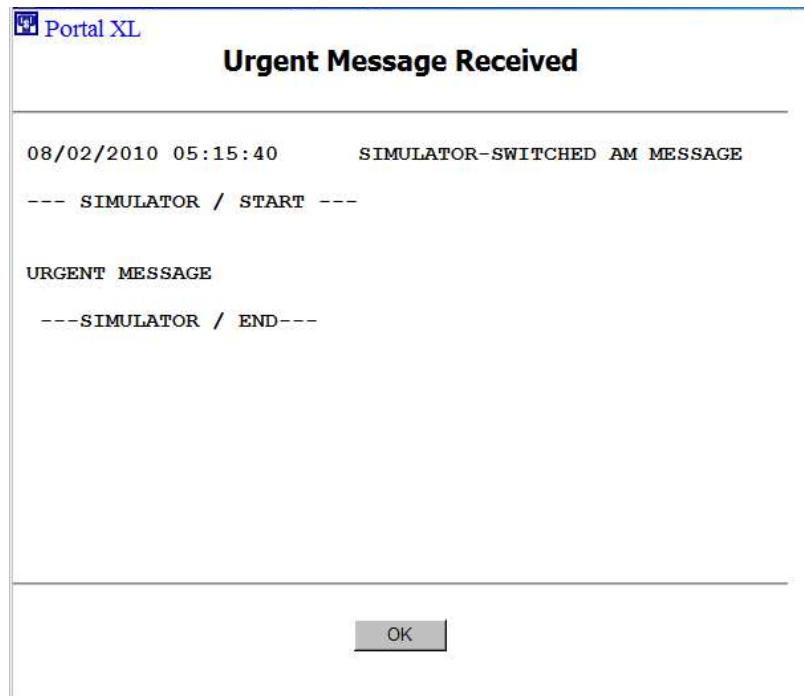 Portal XL
Urgent Message Received
08/02/2010 05:15:40 SIMULATOR-SWITCHED AM MESSAGE
--- SIMULATOR / START ---
URGENT MESSAGE
---SIMULATOR / END---
OK